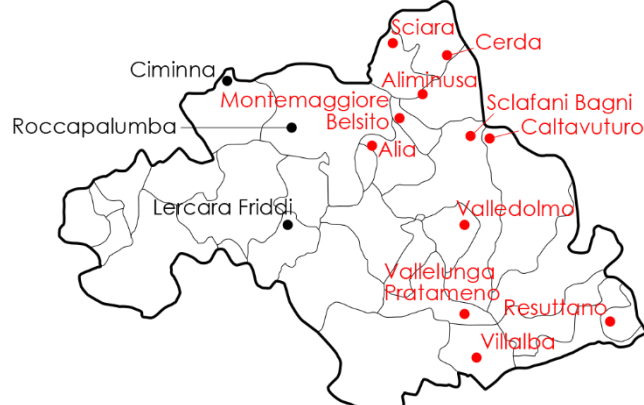 Sciara
Cerda
Ciminna
Aliminusa
Montemaggiore
Belsito
Sclafani Bagni
Caltavuturo
Roccapalumba
Alia
Lercara Friddi
Valledolmo
Vallelunga
Pratameno
Resuttano
Villalba